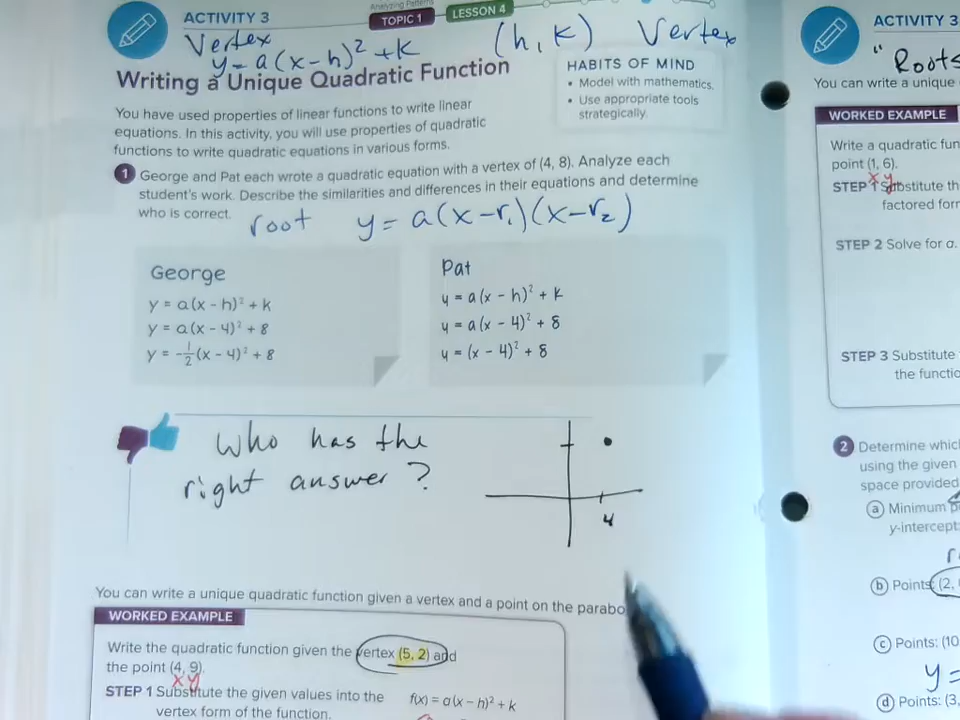 Analyzing Patterns
ACTIVITY 3
TOPIC 1
LESSON 4
Vertex
y = a(x-h)² + k
(h, k) Vertex
Writing a Unique Quadratic Function
HABITS OF MIND
• Model with mathematics.
• Use appropriate tools
strategically.
You have used properties of linear functions to write linear
equations. In this activity, you will use properties of quadratic
functions to write quadratic equations in various forms.
1 George and Pat each wrote a quadratic equation with a vertex of (4, 8). Analyze each
student's work. Describe the similarities and differences in their equations and determine
who is correct.
root y = a(x-r₁)(x-r₂)
George
y = a(x - h)² + k
y = a(x - 4)² + 8
y = -1/2(x - 4)² + 8
Pat
y = a(x - h)² + k
y = a(x - 4)² + 8
y = (x - 4)² + 8
Who has the
right answer?
4
You can write a unique quadratic function given a vertex and a point on the parabo
WORKED EXAMPLE
Write the quadratic function given the vertex (5, 2) and
the point (4, 9).
x y
STEP 1 Substitute the given values into the
vertex form of the function.
f(x) = a(x - h)² + k
ACTIVITY 3
"Roots
You can write a unique
WORKED EXAMPLE
Write a quadratic fun
point (1, 6).
x y
STEP 1 Substitute th
factored for
STEP 2 Solve for a.
STEP 3 Substitute
the functio
2 Determine whic
using the given
space provided
a Minimum p
y-intercept:
b Points: (2,
c Points: (10
y =
d Points: (3,